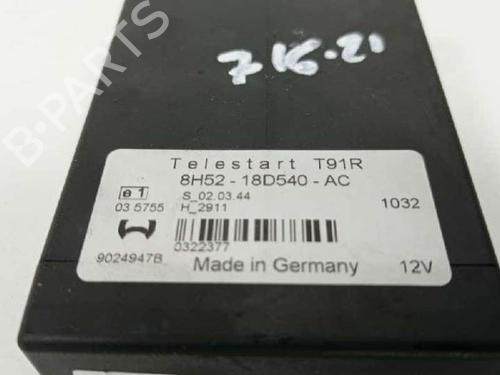 716.21
B-PARTS
Telestart T91R
8H52 - 18D540 - AC
e1
S_02.03.44
1032
03 5755
H_2911
0322377
9024947B
Made in Germany
12V